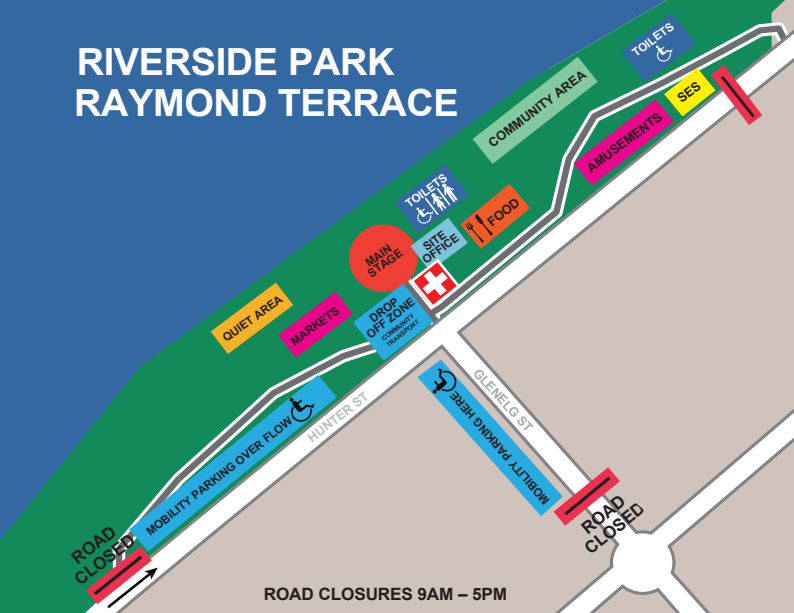 RIVERSIDE PARK
RAYMOND TERRACE
TOILETS
COMMUNITY AREA
SES
AMUSEMENTS
TOILETS
FOOD
SITE
OFFICE
MAIN
STAGE
DROP
OFF ZONE
COMMUNITY
TRANSPORT
QUIET AREA
MARKETS
HUNTER ST
GLENELG ST
MOBILITY PARKING HERE
MOBILITY PARKING OVER FLOW
ROAD
CLOSED
ROAD
CLOSED
ROAD CLOSURES 9AM – 5PM